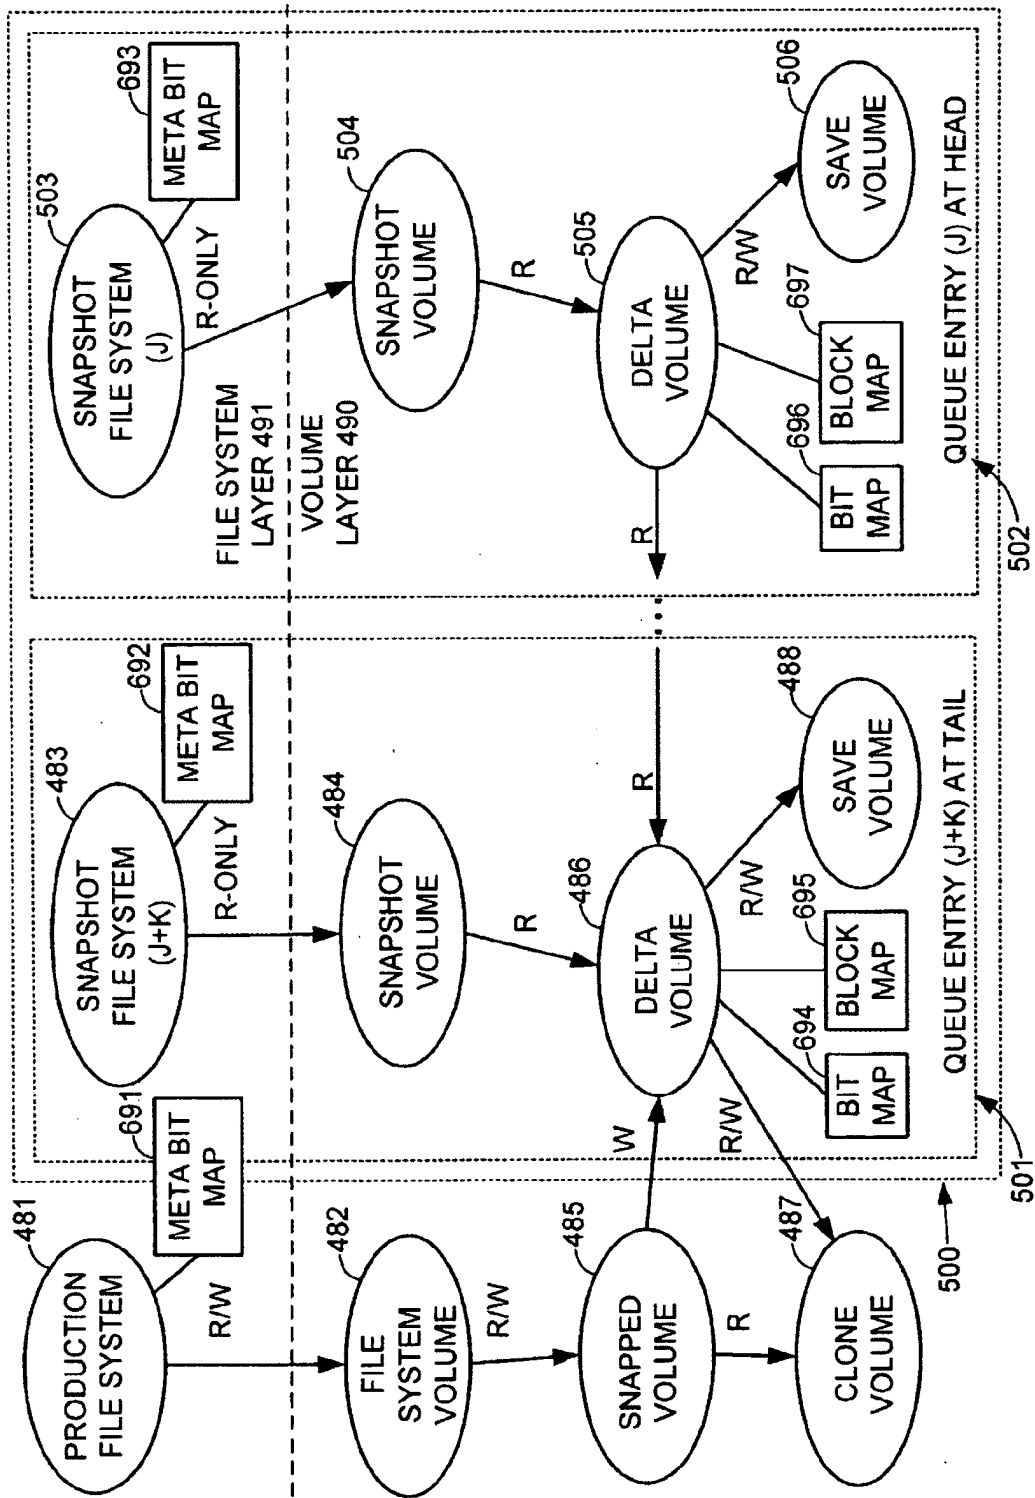 481
PRODUCTION
FILE SYSTEM
691
META BIT
MAP
R/W
483
SNAPSHOT
FILE SYSTEM
(J+K)
692
META BIT
MAP
R-ONLY
503
SNAPSHOT
FILE SYSTEM
(J)
693
META BIT
MAP
R-ONLY
FILE SYSTEM
LAYER 491
VOLUME
LAYER 490
482
FILE
SYSTEM
VOLUME
R/W
484
SNAPSHOT
VOLUME
R
504
SNAPSHOT
VOLUME
R
485
SNAPPED
VOLUME
W
R
486
DELTA
VOLUME
R
R
505
DELTA
VOLUME
R/W
R/W
R/W
487
CLONE
VOLUME
694
BIT
MAP
695
BLOCK
MAP
488
SAVE
VOLUME
696
BIT
MAP
697
BLOCK
MAP
506
SAVE
VOLUME
QUEUE ENTRY (J+K) AT TAIL
QUEUE ENTRY (J) AT HEAD
500
501
502